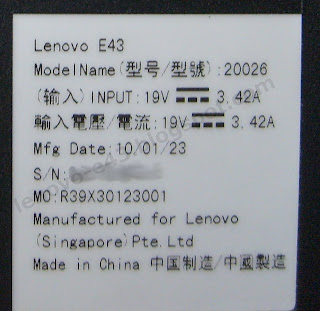 Lenovo E43
ModelName(型号/型號):20026
(输入)INPUT:19V⎓3.42A
輸入電壓/電流:19V⎓3.42A
Mfg Date:10/01/23
S/N:
MO:R39X30123001
Manufactured for Lenovo
(Singapore)Pte.Ltd
Made in China 中国制造/中國製造